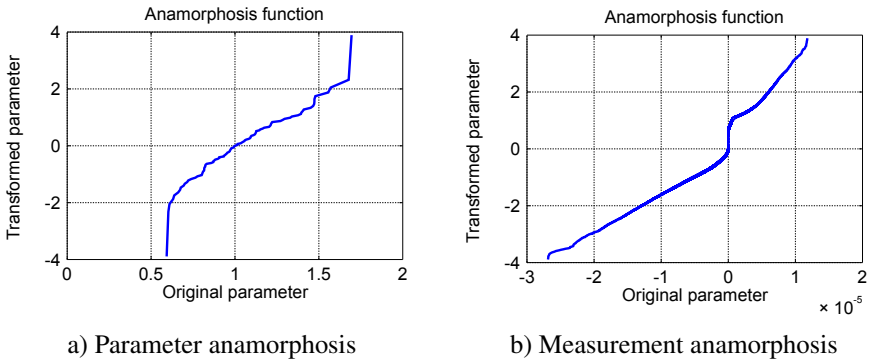 Anamorphosis function
4
2
0
-2
-4
Transformed parameter
0
0.5
1
1.5
2
Original parameter
a) Parameter anamorphosis
Anamorphosis function
4
2
0
-2
-4
Transformed parameter
-3
-2
-1
0
1
2
Original parameter
× 10⁻⁵
b) Measurement anamorphosis